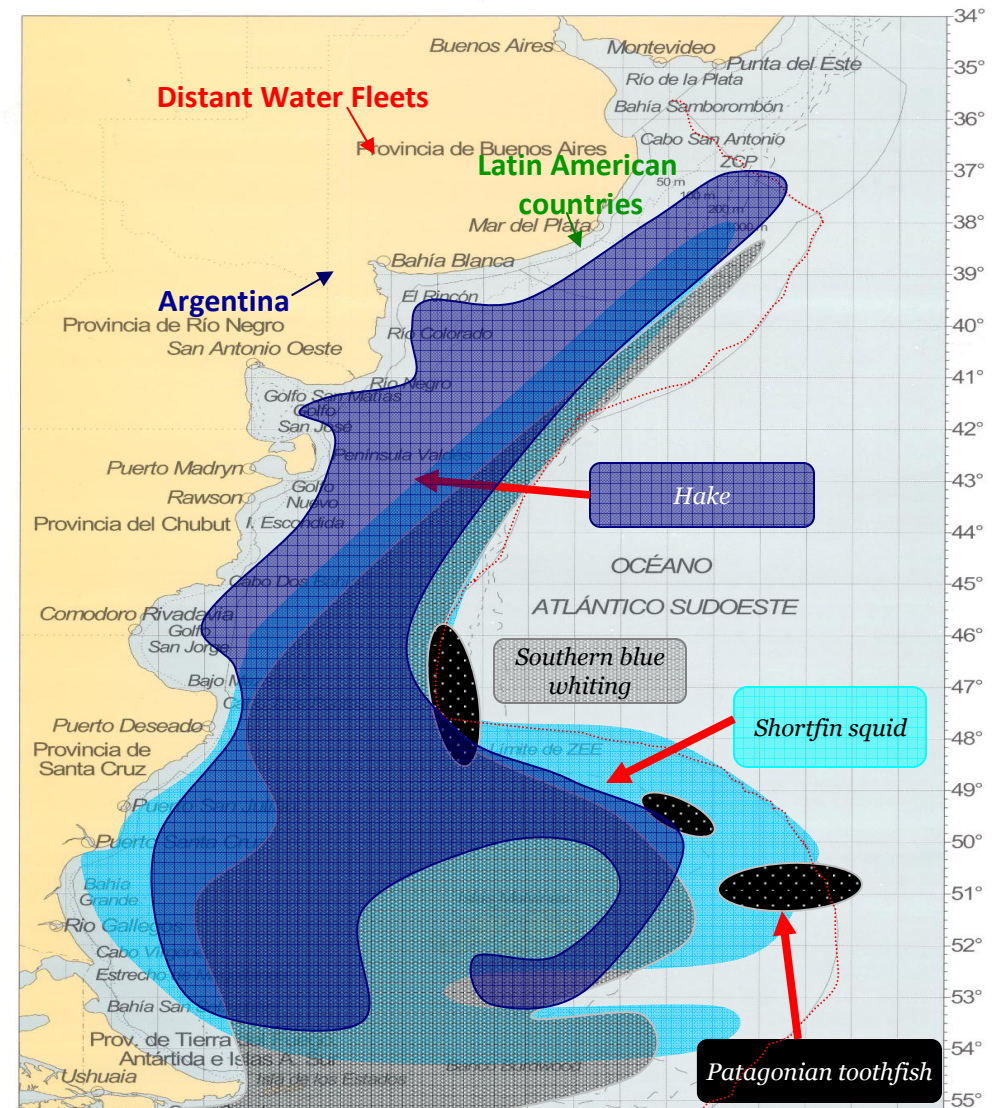 34°
Buenos Aires
Montevideo
Punta del Este
35°
Río de la Plata
Distant Water Fleets
Bahía Samborombón
36°
Provincia de Buenos Aires
Cabo San Antonio
ZCP
37°
Latin American
countries
50 m
100 m
200 m
Mar del Plata
38°
Bahía Blanca
39°
Argentina
El Rincón
Provincia de Río Negro
Río Colorado
40°
San Antonio Oeste
Río Negro
41°
Golfo San Matías
Golfo
San José
42°
Península Valdés
Puerto Madryn
Golfo
Nuevo
43°
Hake
Rawson
Provincia del Chubut
I. Escondida
44°
OCÉANO
Cabo Dos
45°
ATLÁNTICO SUDOESTE
Comodoro Rivadavia
Golfo
San Jorge
46°
Southern blue
whiting
Bajo
47°
Puerto Deseado
Shortfin squid
Provincia de
Santa Cruz
Límite de ZEE
48°
Puerto San Julián
49°
Puerto Santa Cruz
50°
Bahía
Grande
51°
Río Gallegos
Cabo
52°
Estrecho de
Bahía San
53°
Prov. de Tierra
Antártida e Islas A. Sur
54°
Ushuaia
Isla de los Estados
Banco Burdwood
Patagonian toothfish
55°